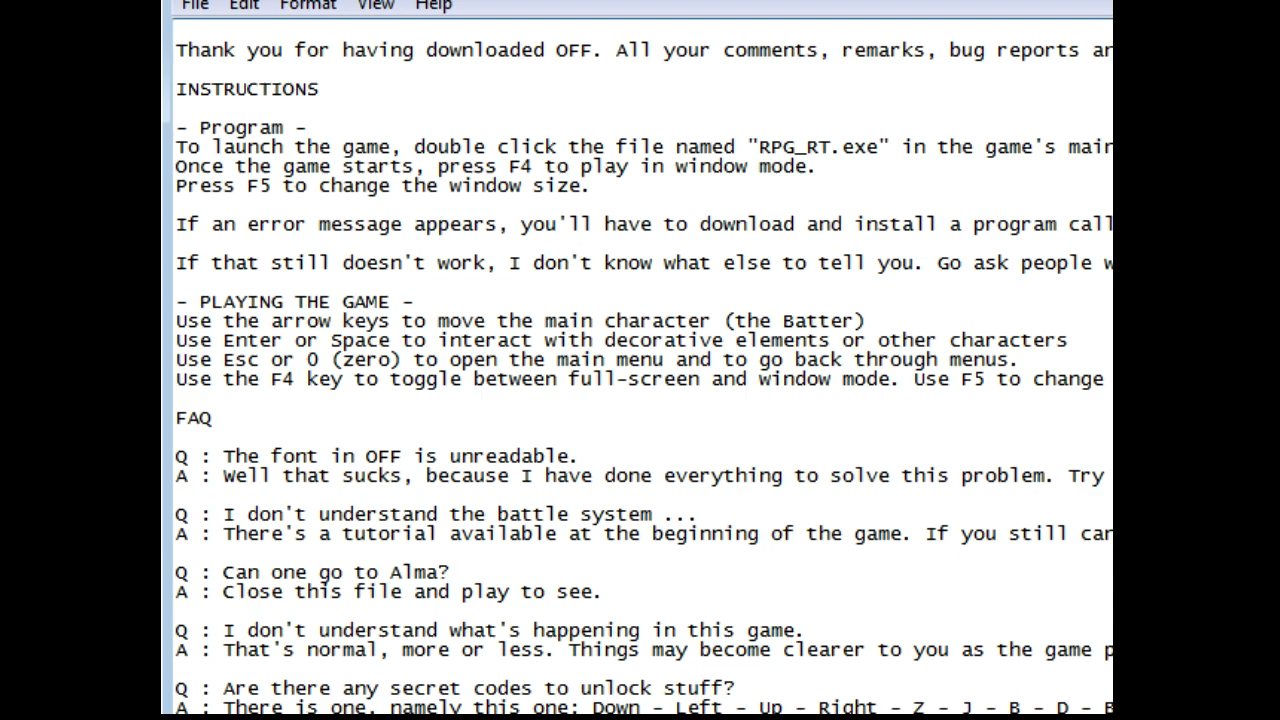 File Edit Format View Help
Thank you for having downloaded OFF. All your comments, remarks, bug reports
INSTRUCTIONS
- Program -
To launch the game, double click the file named "RPG_RT.exe" in the game's main
Once the game starts, press F4 to play in window mode.
Press F5 to change the window size.
If an error message appears, you'll have to download and install a program call
If that still doesn't work, I don't know what else to tell you. Go ask people
- PLAYING THE GAME -
Use the arrow keys to move the main character (the Batter)
Use Enter or Space to interact with decorative elements or other characters
Use Esc or 0 (zero) to open the main menu and to go back through menus.
Use the F4 key to toggle between full-screen and window mode. Use F5 to change
FAQ
Q : The font in OFF is unreadable.
A : Well that sucks, because I have done everything to solve this problem. Try
Q : I don't understand the battle system ...
A : There's a tutorial available at the beginning of the game. If you still
Q : Can one go to Alma?
A : Close this file and play to see.
Q : I don't understand what's happening in this game.
A : That's normal, more or less. Things may become clearer to you as the game
Q : Are there any secret codes to unlock stuff?
A : There is one, namely this one: Down - Left - Up - Right - Z - J - B - D -